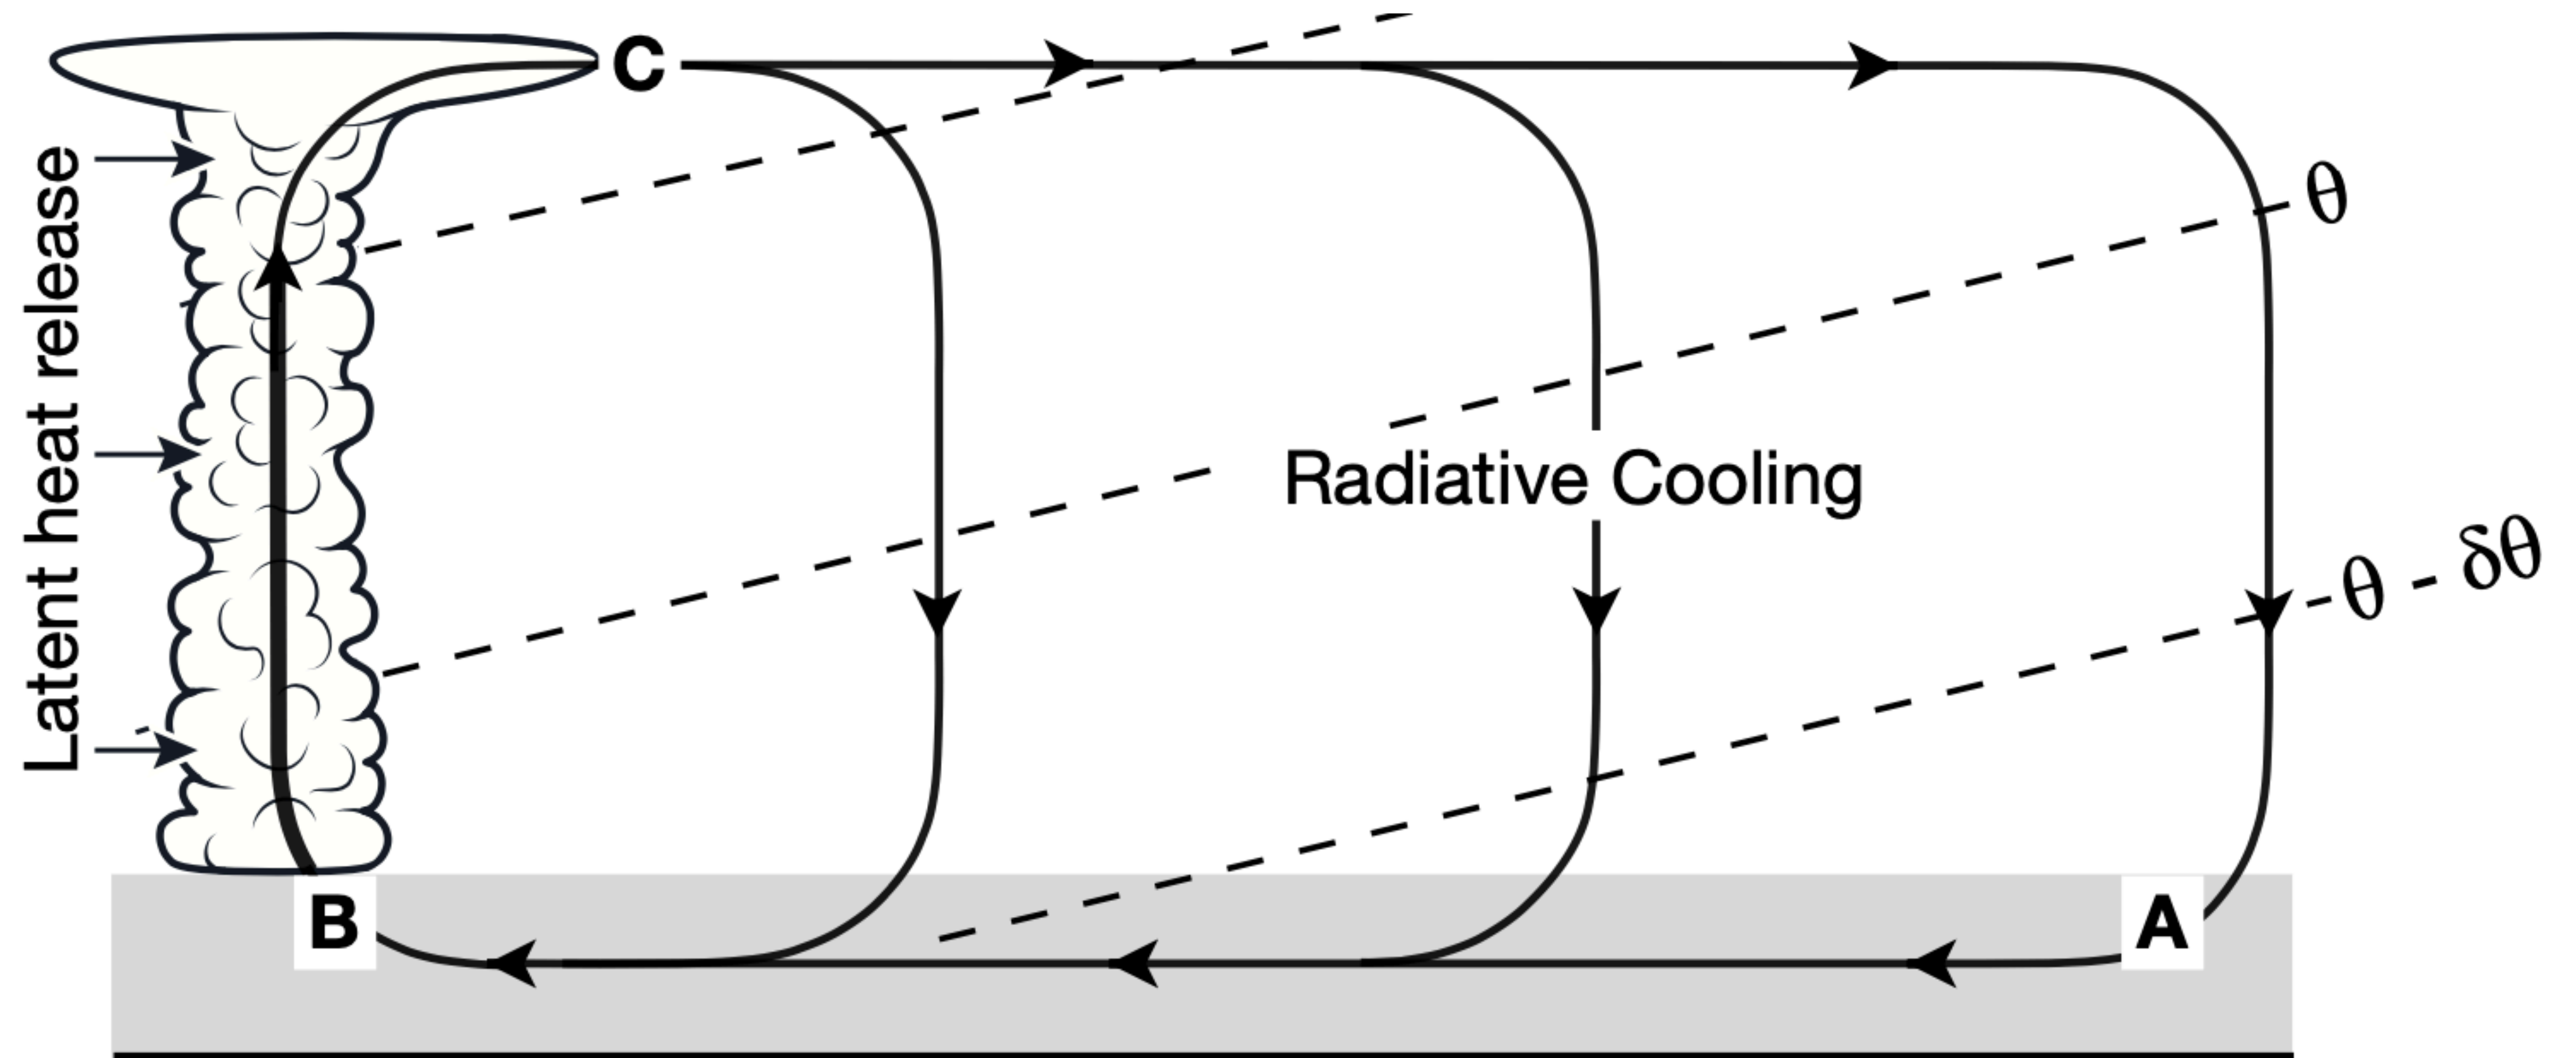 C
Latent heat release
θ
Radiative Cooling
θ - δθ
B
A